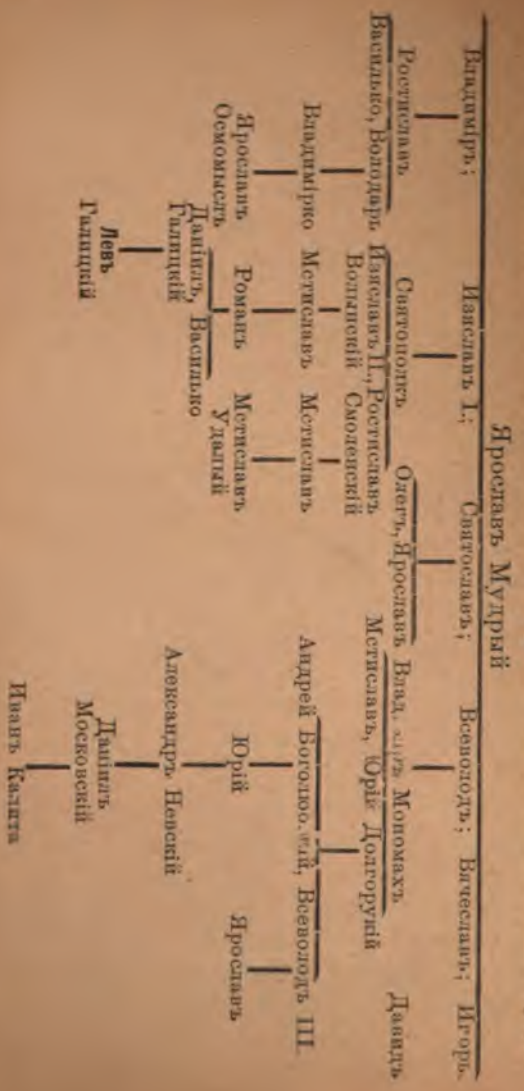 Ярославъ Мудрый
Владиміръ; Изяславъ I.; Святославъ; Всеволодъ; Вячеславъ; Игорь.
Ростиславъ Святополкъ Олегъ, Ярославъ Влад. Мономахъ Давидъ
Василько, Володарь Изяславъ II., Ростиславъ Мстиславъ, Юрій Долгорукій
Волынскій Смоленскій
Владимірко Мстиславъ Мстиславъ Андрей Всеволодъ III.
Ярославъ Романъ Мстиславъ Юрій Ярославъ
Осмомыслъ Удалый
Даніилъ, Василько Александръ Невскій
Галицкій
Левъ Даніилъ
Галицкій Московскій
Иванъ Калита